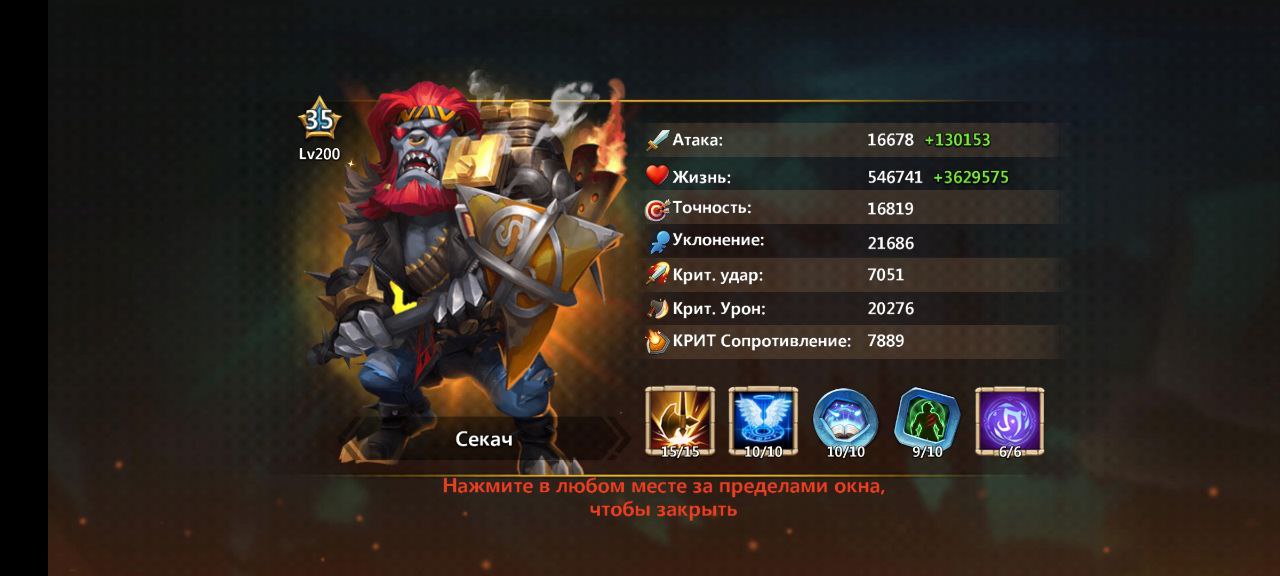 35
Lv200
Атака: 16678 +130153
Жизнь: 546741 +3629575
Точность: 16819
Уклонение: 21686
Крит. удар: 7051
Крит. Урон: 20276
КРИТ Сопротивление: 7889
15/15 10/10 10/10 9/10 6/6
Секач
Нажмите в любом месте за пределами окна,
чтобы закрыть